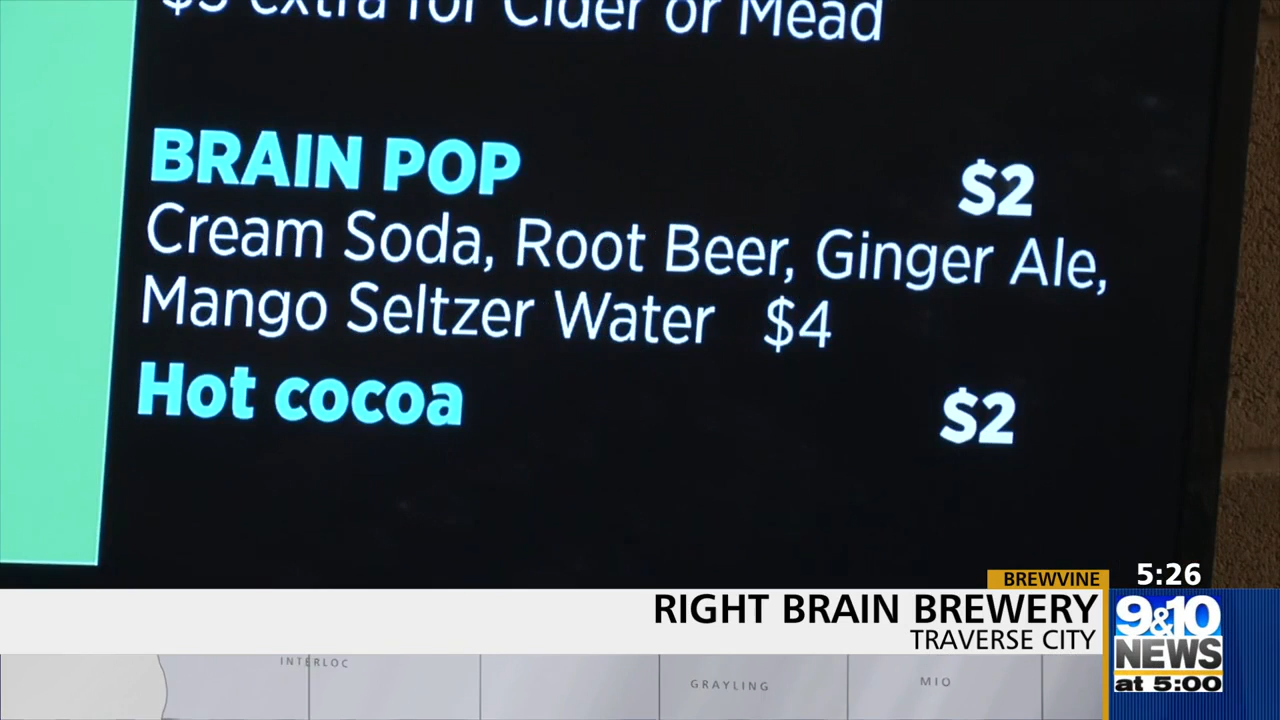 $3 extra for Cider or Mead
BRAIN POP $2
Cream Soda, Root Beer, Ginger Ale,
Mango Seltzer Water $4
Hot cocoa $2
BREWVINE
5:26
RIGHT BRAIN BREWERY
TRAVERSE CITY
9&10
NEWS
at 5:00
INTERLOC
GRAYLING
MIO